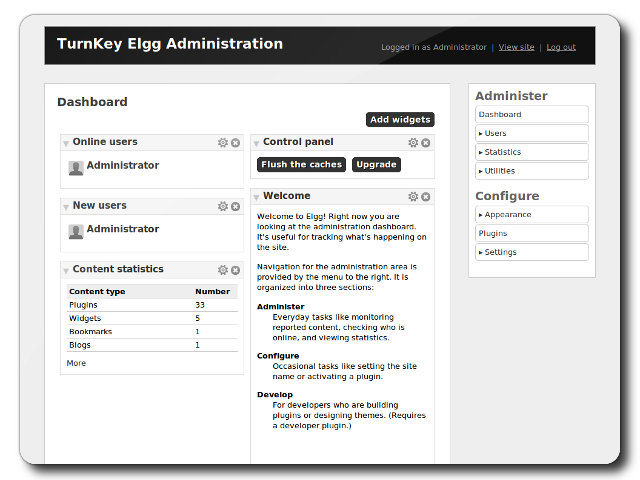 TurnKey Elgg Administration
Logged in as Administrator | View site | Log out
Dashboard
Add widgets
Online users
Administrator
New users
Administrator
Content statistics
Content type Number
Plugins 33
Widgets 5
Bookmarks 1
Blogs 1
More
Control panel
Flush the caches Upgrade
Welcome
Welcome to Elgg! Right now you are
looking at the administration dashboard.
It's useful for tracking what's happening on
the site.
Navigation for the administration area is
provided by the menu to the right. It is
organized into three sections:
Administer
Everyday tasks like monitoring
reported content, checking who is
online, and viewing statistics.
Configure
Occasional tasks like setting the site
name or activating a plugin.
Develop
For developers who are building
plugins or designing themes. (Requires
a developer plugin.)
Administer
Dashboard
▸ Users
▸ Statistics
▸ Utilities
Configure
▸ Appearance
Plugins
▸ Settings